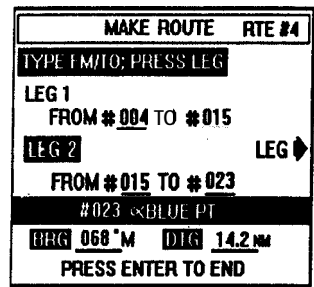 MAKE ROUTE RTE #4
TYPE FM/TO; PRESS LEG
LEG 1
FROM # 004 TO #015
LEG 2 LEG
FROM # 015 TO # 023
#023 ∝BLUE PT
BRG 068°M DTG 14.2 NM
PRESS ENTER TO END